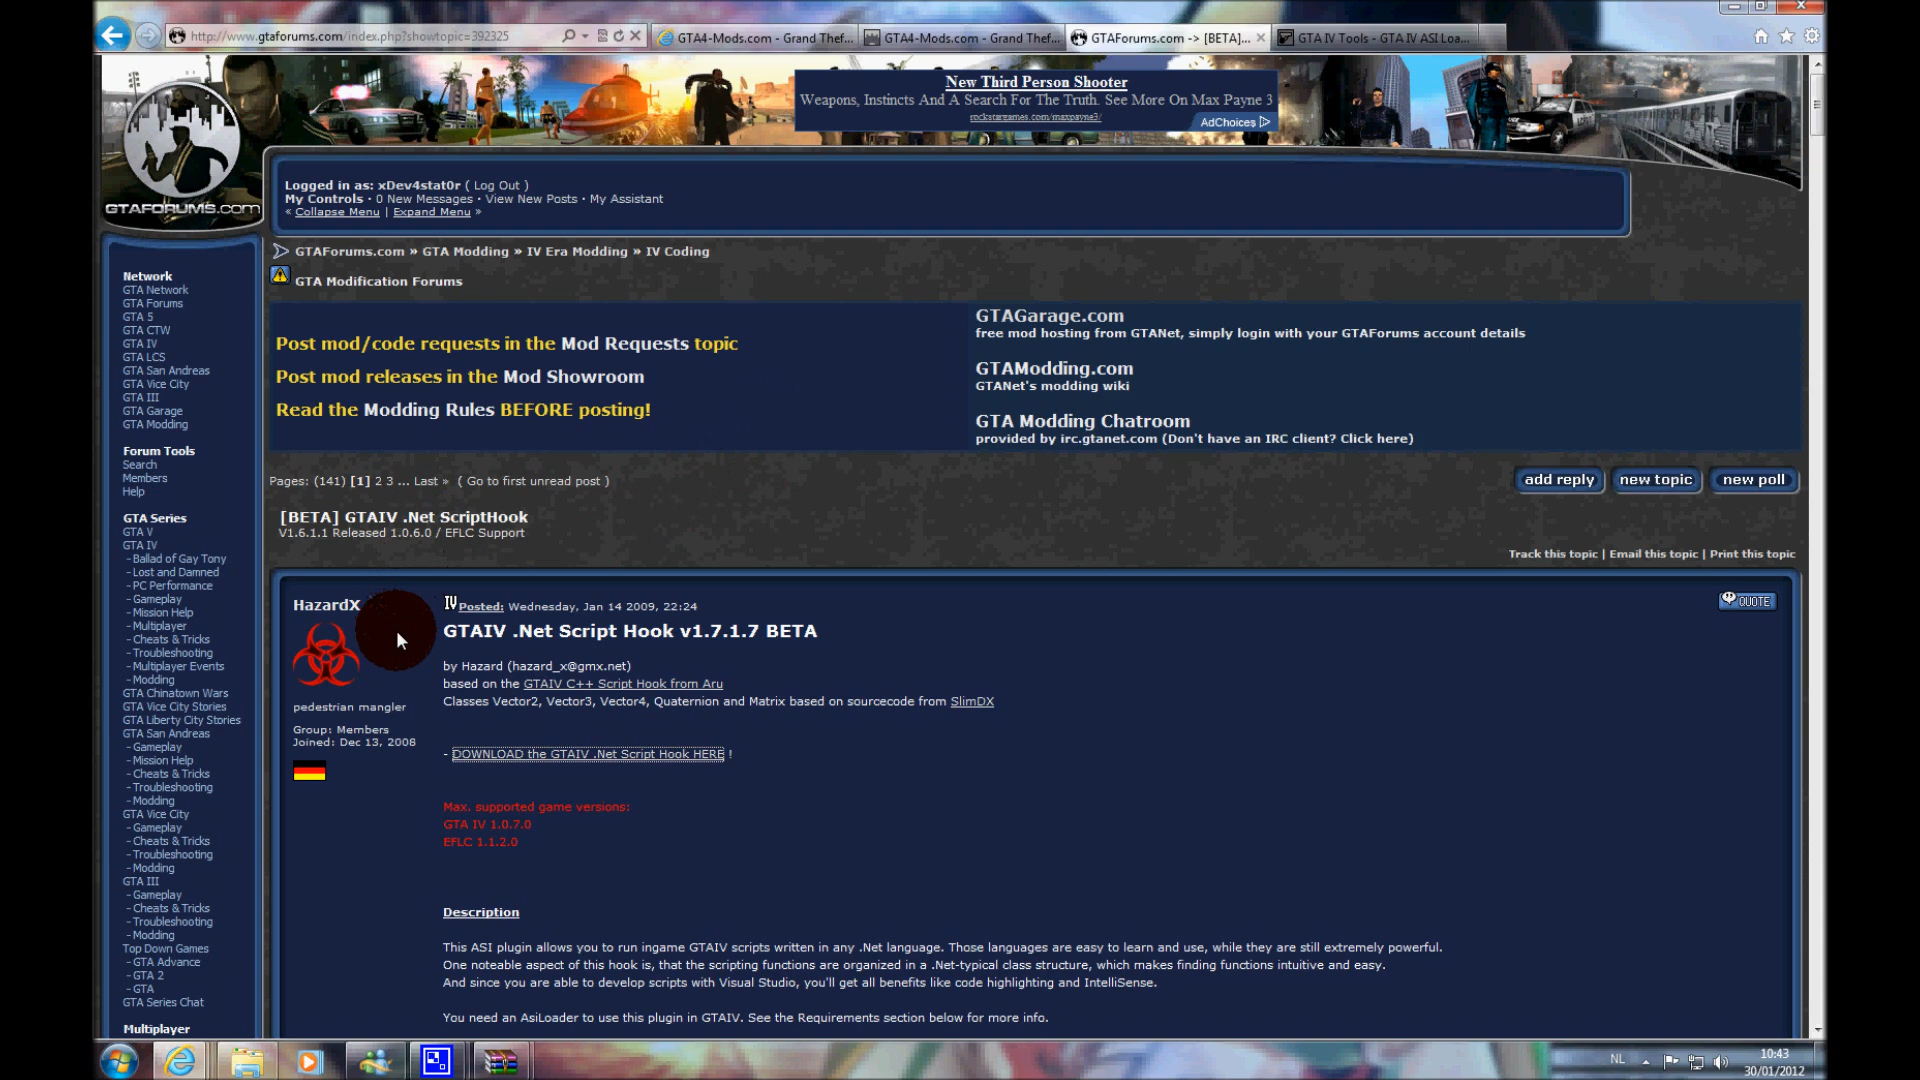 http://www.gtaforums.com/index.php?showtopic=392325
GTA4-Mods.com - Grand Thef...
GTA4-Mods.com - Grand Thef...
GTAForums.com -> [BETA]...
GTA IV Tools - GTA IV ASI Loa...
GTAFORUMS.COM
New Third Person Shooter
Weapons, Instincts And A Search For The Truth. See More On Max Payne 3
rockstargames.com/maxpayne3/
AdChoices
Logged in as: xDev4stat0r ( Log Out )
My Controls · 0 New Messages · View New Posts · My Assistant
« Collapse Menu | Expand Menu »
GTAForums.com » GTA Modding » IV Era Modding » IV Coding
GTA Modification Forums
Post mod/code requests in the Mod Requests topic
Post mod releases in the Mod Showroom
Read the Modding Rules BEFORE posting!
GTAGarage.com
free mod hosting from GTANet, simply login with your GTAForums account details
GTAModding.com
GTANet's modding wiki
GTA Modding Chatroom
provided by irc.gtanet.com (Don't have an IRC client? Click here)
Pages: (141) [1] 2 3 ... Last » ( Go to first unread post )
add reply
new topic
new poll
[BETA] GTAIV .Net ScriptHook
V1.6.1.1 Released 1.0.6.0 / EFLC Support
Track this topic | Email this topic | Print this topic
HazardX
pedestrian mangler
Group: Members
Joined: Dec 13, 2008
IV Posted: Wednesday, Jan 14 2009, 22:24
QUOTE
GTAIV .Net Script Hook v1.7.1.7 BETA
by Hazard (hazard_x@gmx.net)
based on the GTAIV C++ Script Hook from Aru
Classes Vector2, Vector3, Vector4, Quaternion and Matrix based on sourcecode from SlimDX
- DOWNLOAD the GTAIV .Net Script Hook HERE !
Max. supported game versions:
GTA IV 1.0.7.0
EFLC 1.1.2.0
Description
This ASI plugin allows you to run ingame GTAIV scripts written in any .Net language. Those languages are easy to learn and use, while they are still extremely powerful.
One noteable aspect of this hook is, that the scripting functions are organized in a .Net-typical class structure, which makes finding functions intuitive and easy.
And since you are able to develop scripts with Visual Studio, you'll get all benefits like code highlighting and IntelliSense.
You need an AsiLoader to use this plugin in GTAIV. See the Requirements section below for more info.
Network
GTA Network
GTA Forums
GTA 5
GTA CTW
GTA IV
GTA LCS
GTA San Andreas
GTA Vice City
GTA III
GTA Garage
GTA Modding
Forum Tools
Search
Members
Help
GTA Series
GTA V
GTA IV
- Ballad of Gay Tony
- Lost and Damned
- PC Performance
- Gameplay
- Mission Help
- Multiplayer
- Cheats & Tricks
- Troubleshooting
- Multiplayer Events
- Modding
GTA Chinatown Wars
GTA Vice City Stories
GTA Liberty City Stories
GTA San Andreas
- Gameplay
- Mission Help
- Cheats & Tricks
- Troubleshooting
- Modding
GTA Vice City
- Gameplay
- Cheats & Tricks
- Troubleshooting
- Modding
GTA III
- Gameplay
- Cheats & Tricks
- Troubleshooting
- Modding
Top Down Games
- GTA Advance
- GTA 2
- GTA
GTA Series Chat
Multiplayer
NL
10:43
30/01/2012